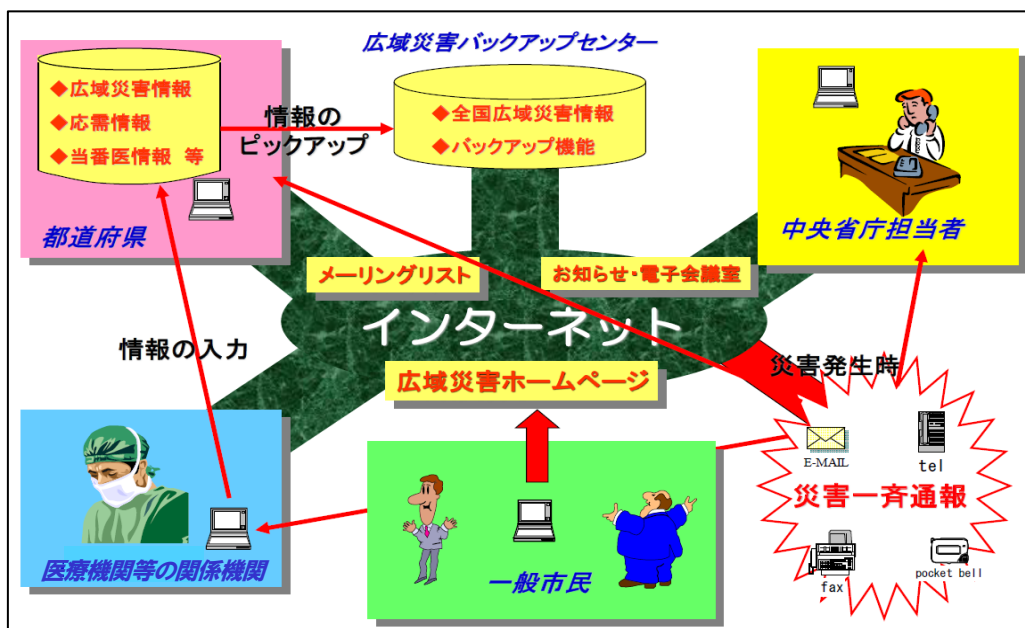 広域災害バックアップセンター
◆広域災害情報
◆応需情報
◆当番医情報 等
情報の
ピックアップ
◆全国広域災害情報
◆バックアップ機能
都道府県
中央省庁担当者
メーリングリスト
お知らせ・電子会議室
インターネット
情報の入力
広域災害ホームページ
災害発生時
E-MAIL
tel
災害一斉通報
fax
pocket bell
医療機関等の関係機関
一般市民